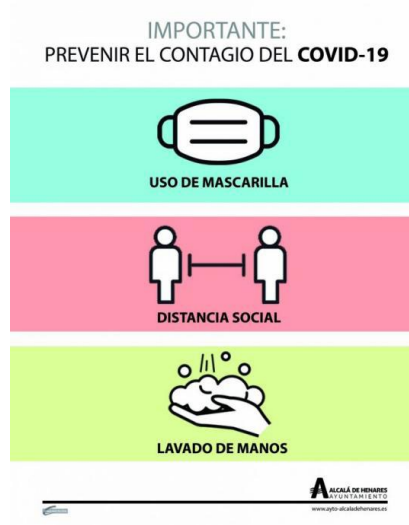 IMPORTANTE:
PREVENIR EL CONTAGIO DEL COVID-19
USO DE MASCARILLA
DISTANCIA SOCIAL
LAVADO DE MANOS
ALCALÁ DE HENARES
AYUNTAMIENTO
www.ayto-alcaladehenares.es